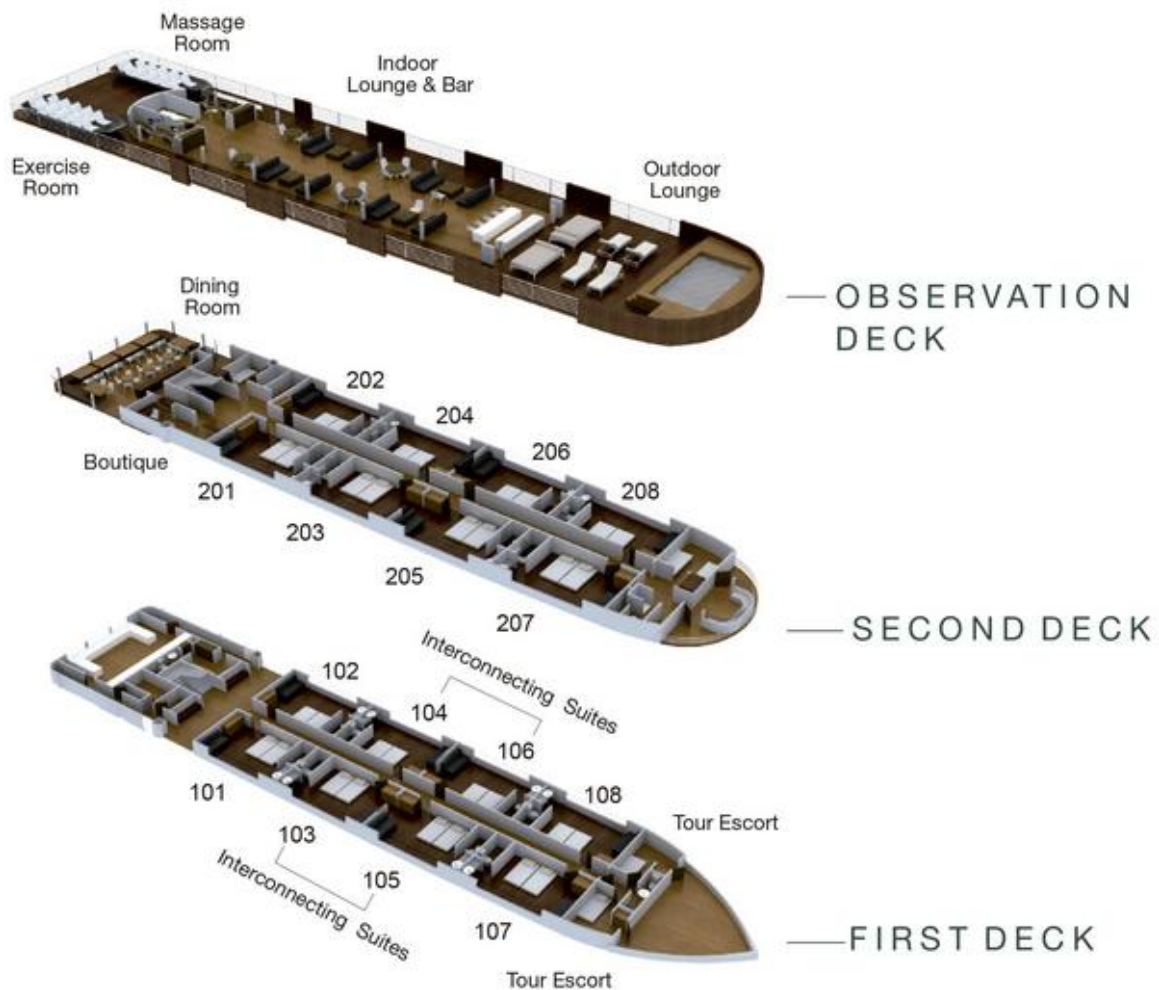 Massage
Room
Indoor
Lounge & Bar
Exercise
Room
Outdoor
Lounge
OBSERVATION
DECK
Dining
Room
Boutique
202
204
206
208
201
203
205
207
SECOND DECK
Interconnecting Suites
102
104
106
108
Tour Escort
101
103
105
107
Interconnecting Suites
Tour Escort
FIRST DECK